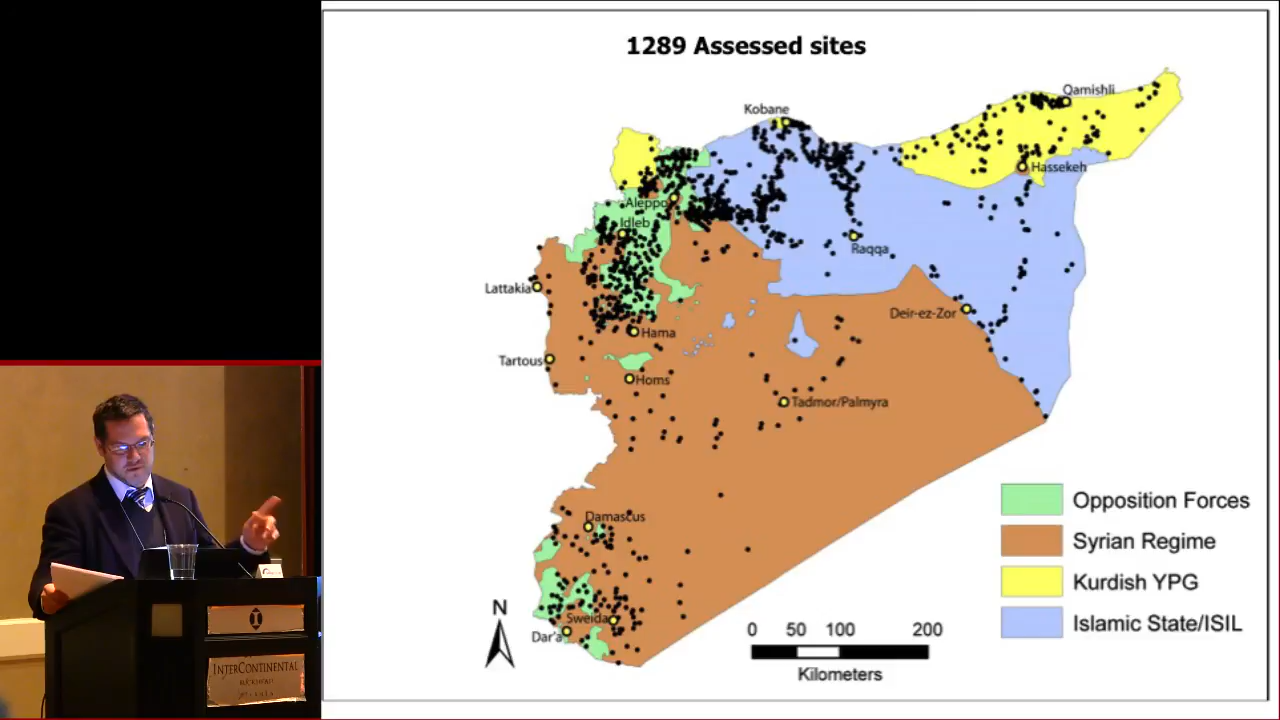 1289 Assessed sites
Qamishli
Kobane
Hassekeh
Aleppo
Idleb
Raqqa
Lattakia
Deir-ez-Zor
Hama
Tartous
Homs
Tadmor/Palmyra
Damascus
Sweida
Dar'a
N
Opposition Forces
Syrian Regime
Kurdish YPG
Islamic State/ISIL
0 50 100 200
Kilometers
INTERCONTINENTAL
BUCKHEAD